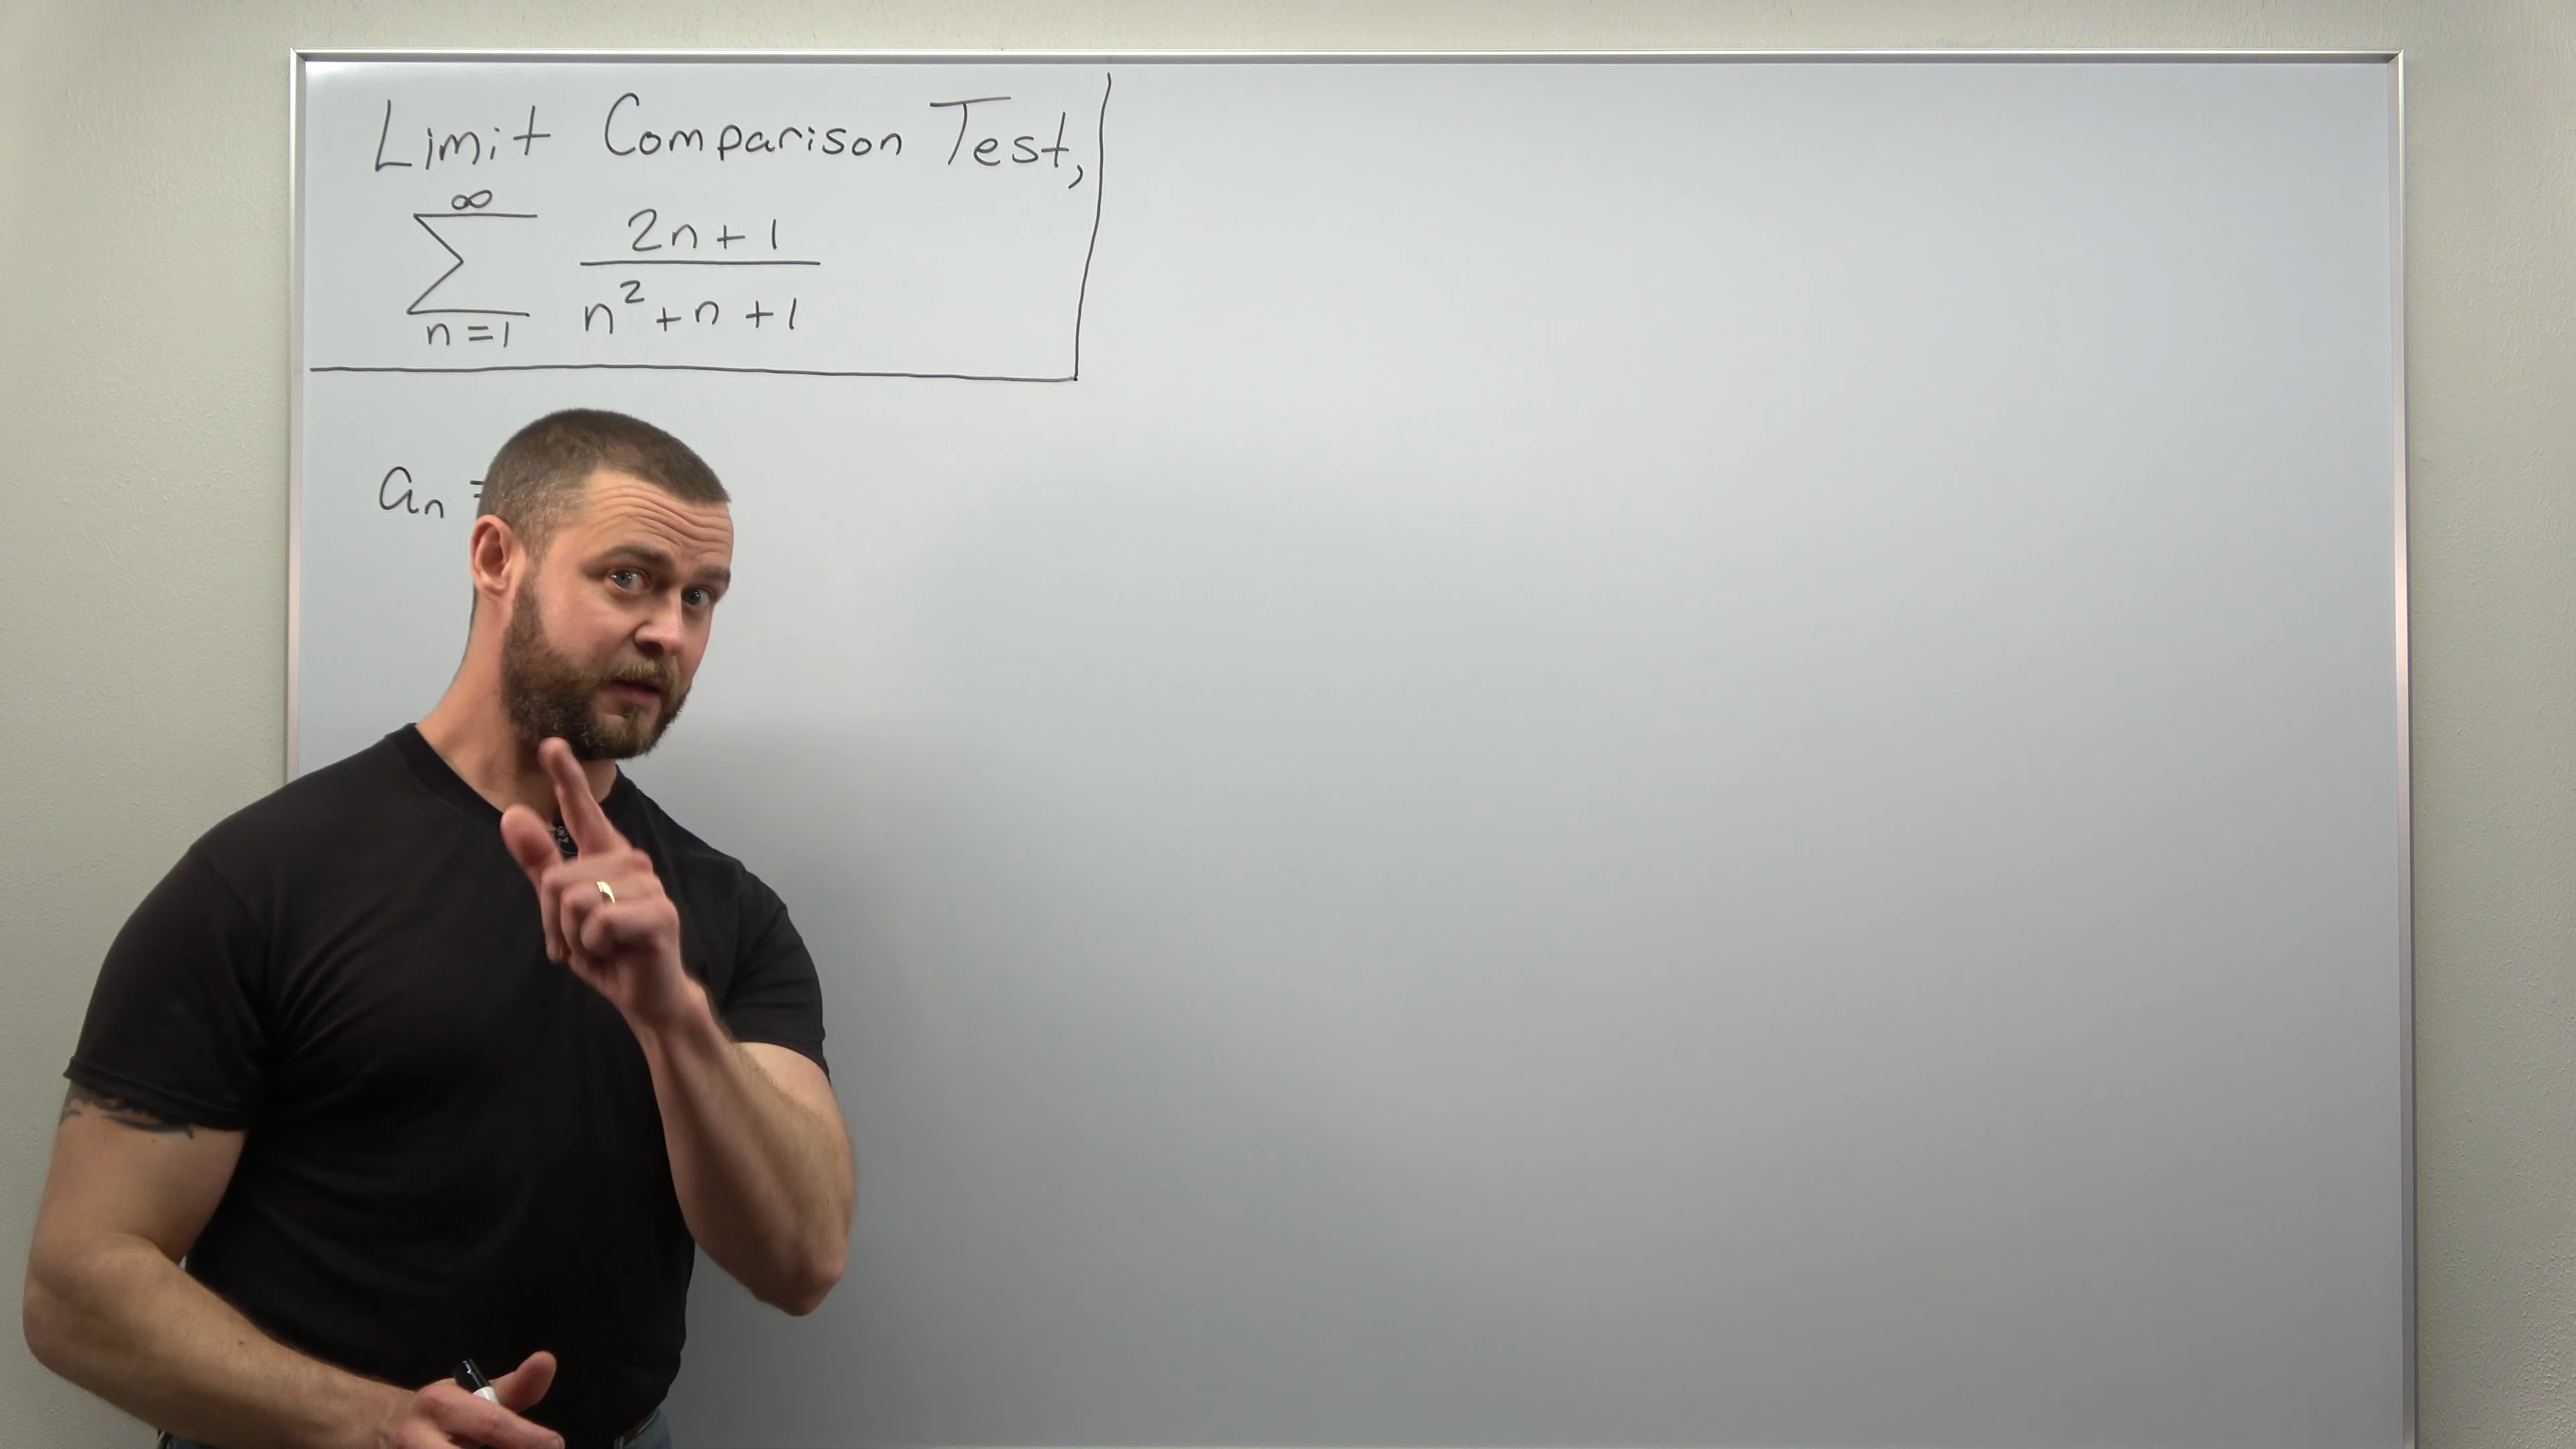 Limit Comparison Test,
∞
∑ 2n+1
n²+n+1
n=1
aₙ =